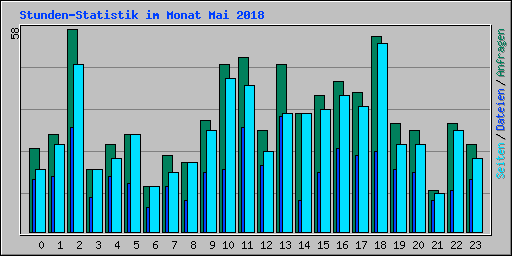 Stunden-Statistik im Monat Mai 2018
58
Seiten / Dateien / Anfragen
0 1 2 3 4 5 6 7 8 9 10 11 12 13 14 15 16 17 18 19 20 21 22 23